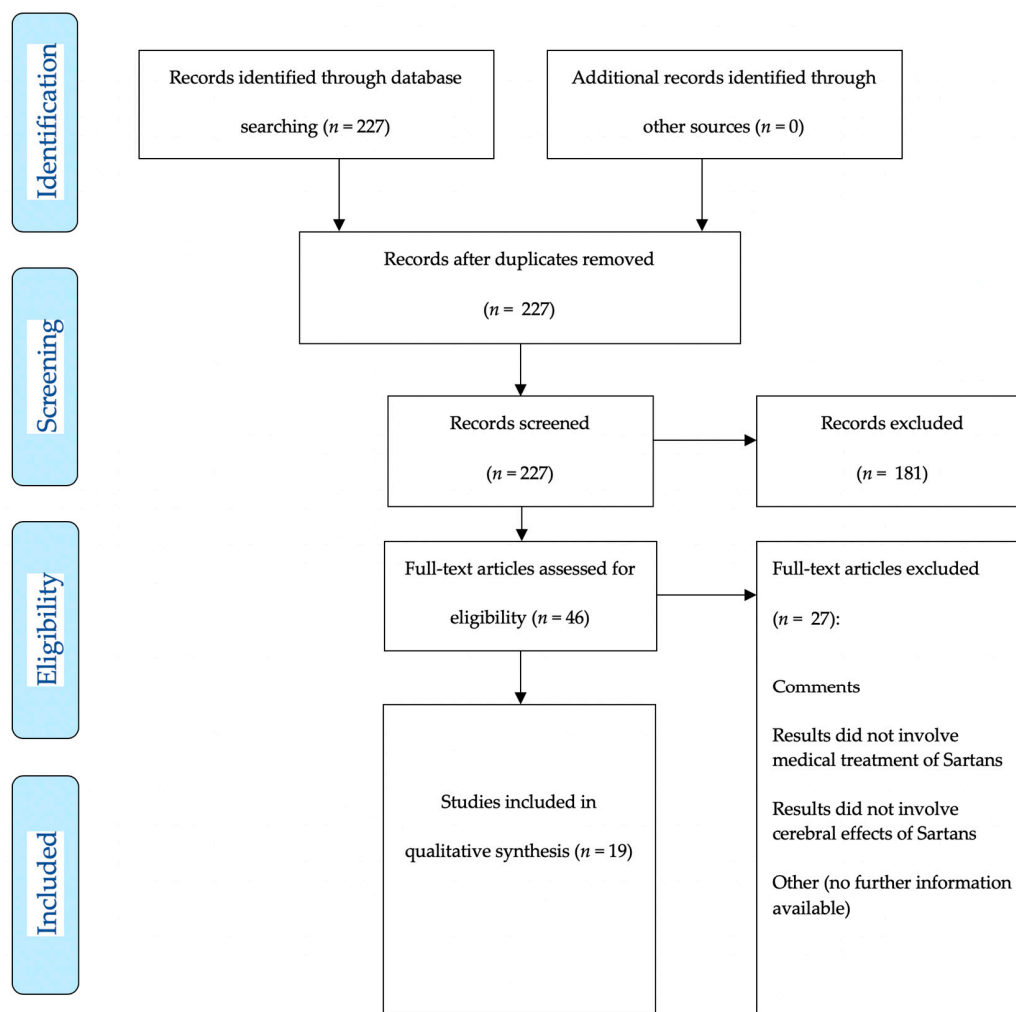 Identification
Records identified through database
searching (n = 227)
Additional records identified through
other sources (n = 0)
Records after duplicates removed
(n = 227)
Screening
Records screened
(n = 227)
Records excluded
(n = 181)
Eligibility
Full-text articles assessed for
eligibility (n = 46)
Full-text articles excluded
(n = 27):
Comments
Results did not involve
medical treatment of Sartans
Results did not involve
cerebral effects of Sartans
Other (no further information
available)
Included
Studies included in
qualitative synthesis (n = 19)